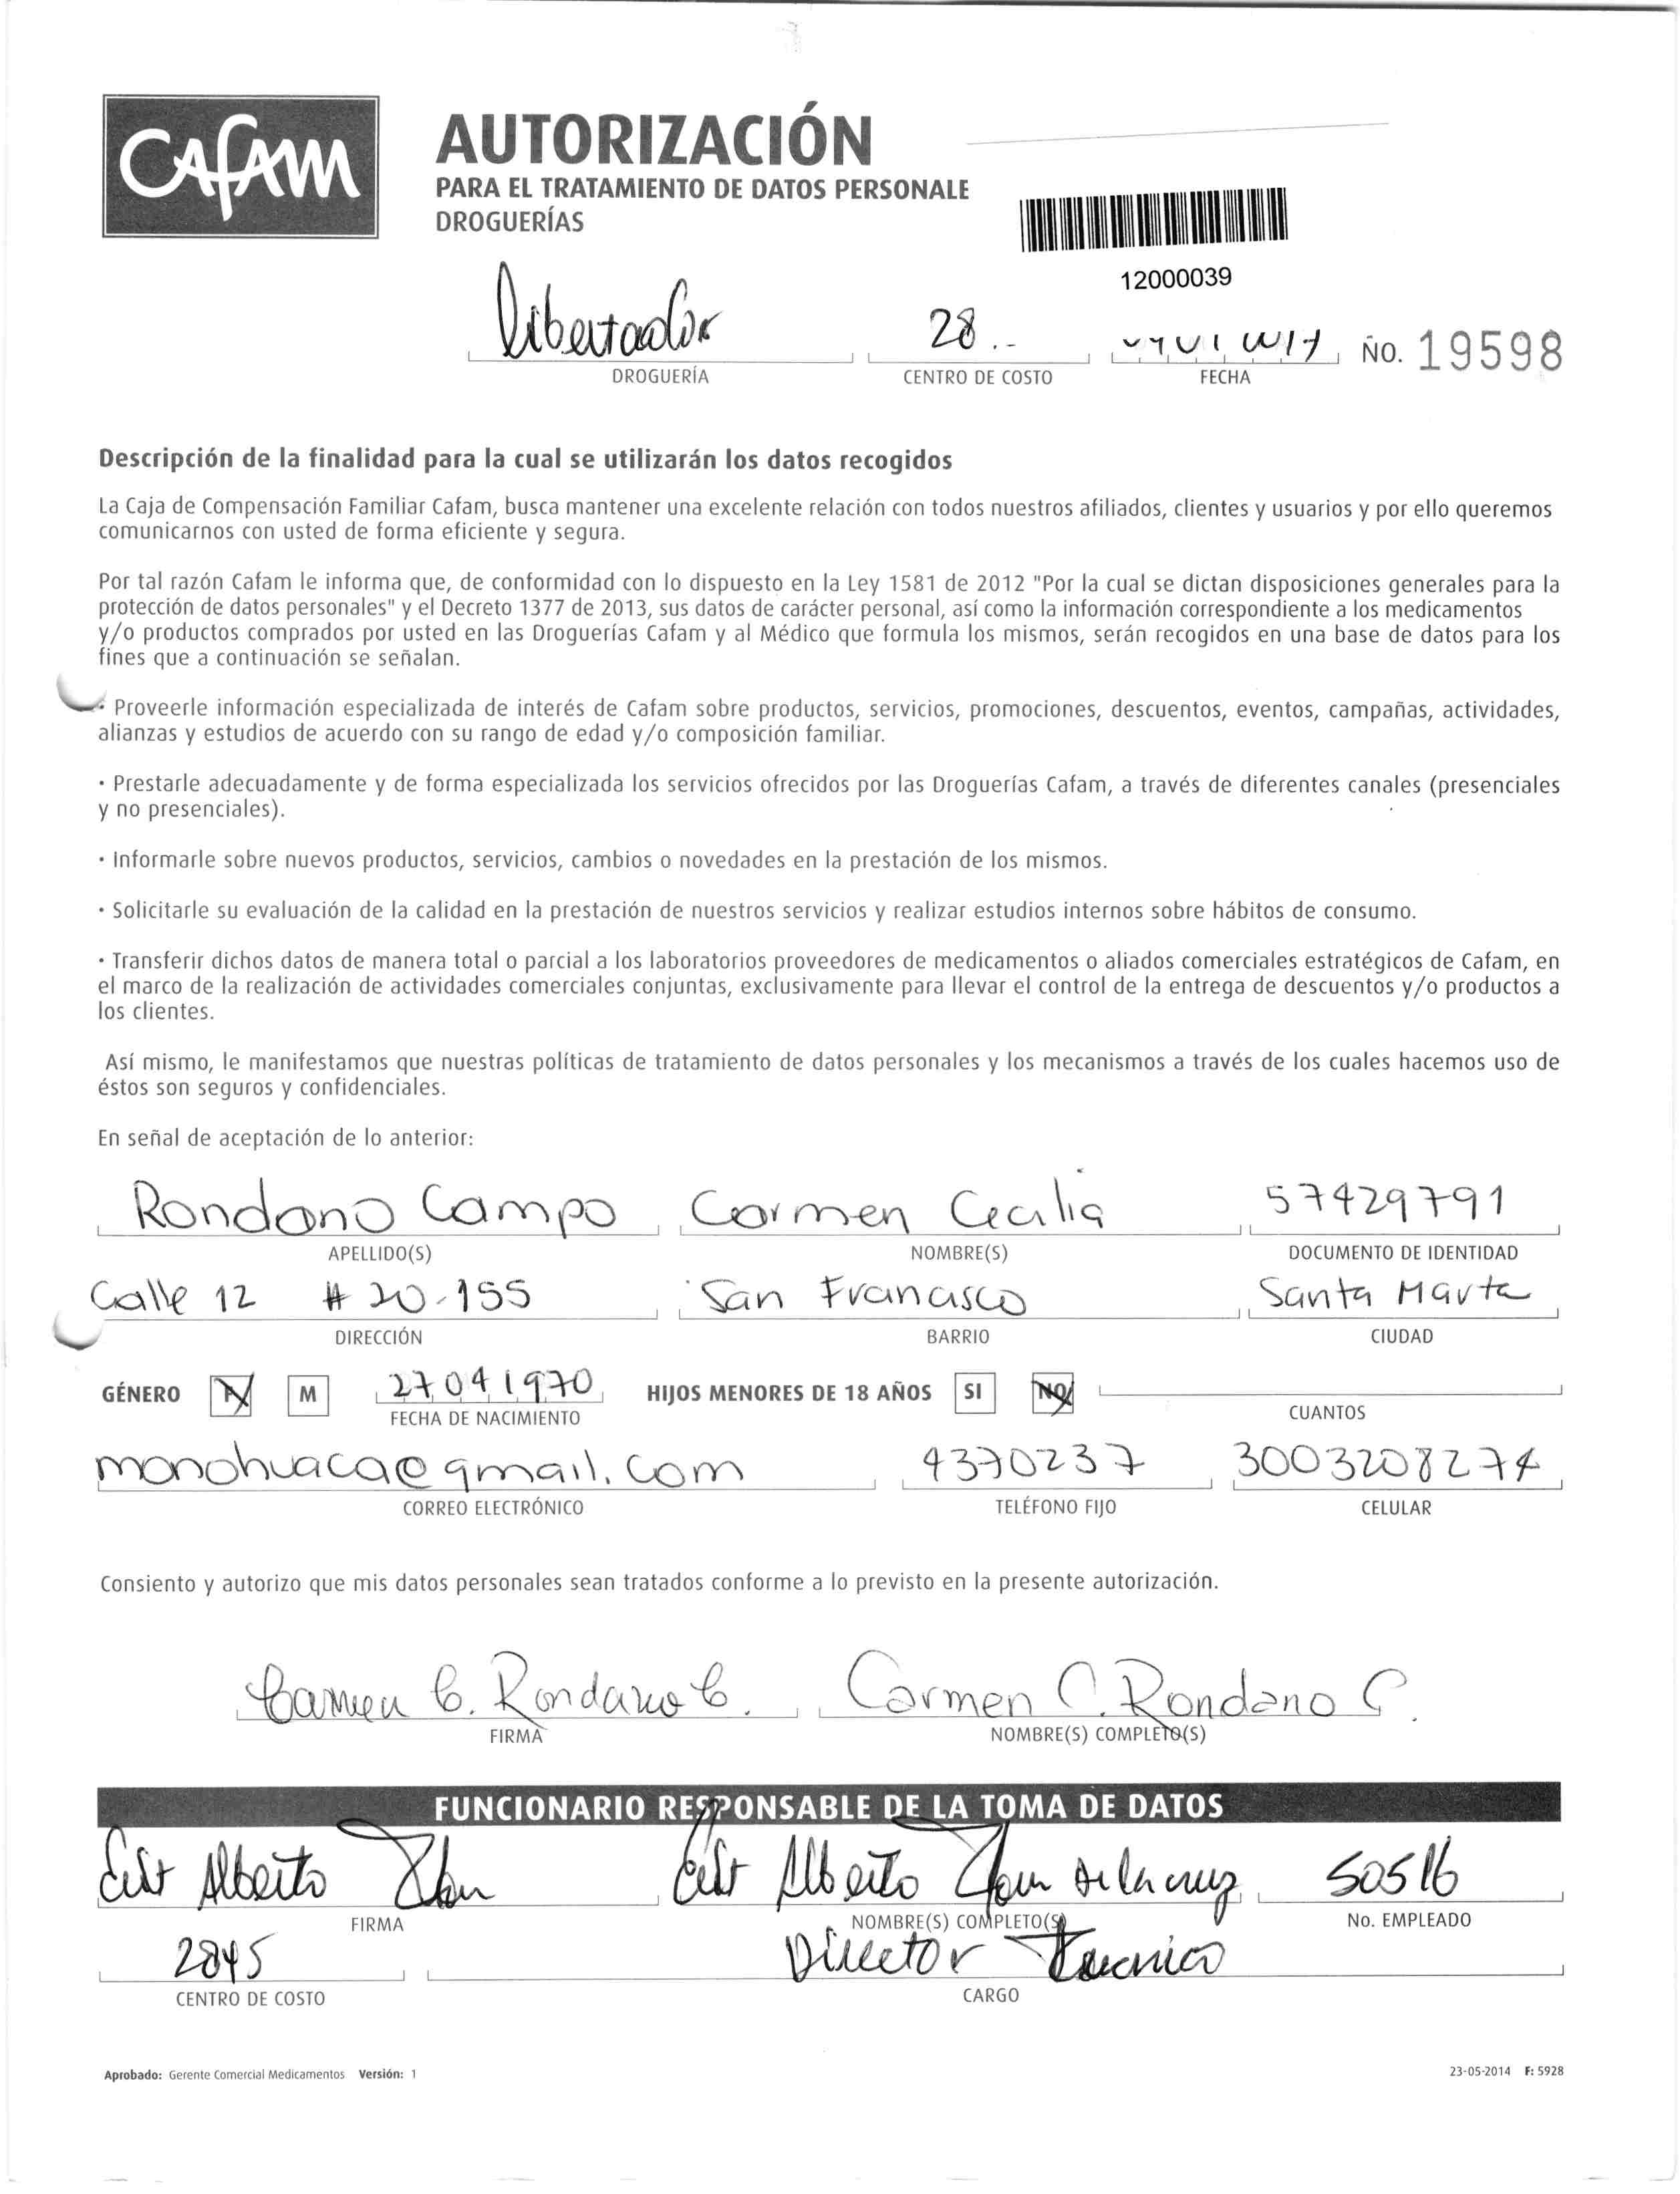 CAFAM
AUTORIZACIÓN
PARA EL TRATAMIENTO DE DATOS PERSONALE
DROGUERÍAS
12000039
Libertador
28
No. 19598
DROGUERÍA
CENTRO DE COSTO
FECHA
Descripción de la finalidad para la cual se utilizarán los datos recogidos
La Caja de Compensación Familiar Cafam, busca mantener una excelente relación con todos nuestros afiliados, clientes y usuarios y por ello queremos
comunicarnos con usted de forma eficiente y segura.
Por tal razón Cafam le informa que, de conformidad con lo dispuesto en la Ley 1581 de 2012 "Por la cual se dictan disposiciones generales para la
protección de datos personales" y el Decreto 1377 de 2013, sus datos de carácter personal, así como la información correspondiente a los medicamentos
y/o productos comprados por usted en las Droguerías Cafam y al Médico que formula los mismos, serán recogidos en una base de datos para los
fines que a continuación se señalan.
· Proveerle información especializada de interés de Cafam sobre productos, servicios, promociones, descuentos, eventos, campañas, actividades,
alianzas y estudios de acuerdo con su rango de edad y/o composición familiar.
· Prestarle adecuadamente y de forma especializada los servicios ofrecidos por las Droguerías Cafam, a través de diferentes canales (presenciales
y no presenciales).
· Informarle sobre nuevos productos, servicios, cambios o novedades en la prestación de los mismos.
· Solicitarle su evaluación de la calidad en la prestación de nuestros servicios y realizar estudios internos sobre hábitos de consumo.
· Transferir dichos datos de manera total o parcial a los laboratorios proveedores de medicamentos o aliados comerciales estratégicos de Cafam, en
el marco de la realización de actividades comerciales conjuntas, exclusivamente para llevar el control de la entrega de descuentos y/o productos a
los clientes.
Así mismo, le manifestamos que nuestras políticas de tratamiento de datos personales y los mecanismos a través de los cuales hacemos uso de
éstos son seguros y confidenciales.
En señal de aceptación de lo anterior:
Rondano Campo Carmen Cecilia 57429791
APELLIDO(S) NOMBRE(S) DOCUMENTO DE IDENTIDAD
Calle 12 # 20-155 San Francisco Santa Marta
DIRECCIÓN BARRIO CIUDAD
GÉNERO F M 27041970 HIJOS MENORES DE 18 AÑOS SI NO
FECHA DE NACIMIENTO CUANTOS
monohuaca@gmail.com 4370237 3003208274
CORREO ELECTRÓNICO TELÉFONO FIJO CELULAR
Consiento y autorizo que mis datos personales sean tratados conforme a lo previsto en la presente autorización.
Carmen C. Rondano C. Carmen C. Rondano C.
FIRMA NOMBRE(S) COMPLETO(S)
FUNCIONARIO RESPONSABLE DE LA TOMA DE DATOS
Alberto Alberto De la cruz 50516
FIRMA NOMBRE(S) COMPLETO(S) No. EMPLEADO
2845 Director Tecnico
CENTRO DE COSTO CARGO
Aprobado: Gerente Comercial Medicamentos Versión: 1 23-05-2014 F: 5928